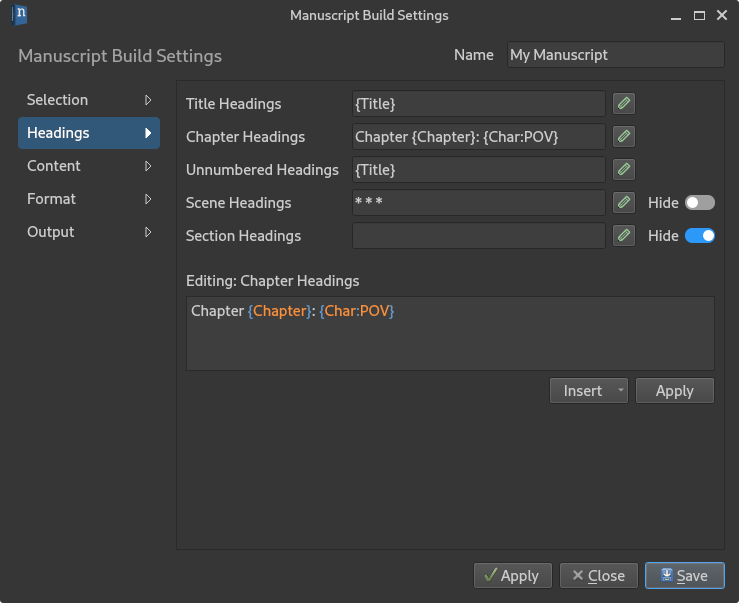 n
Manuscript Build Settings
Manuscript Build Settings
Name My Manuscript
Selection
Headings
Content
Format
Output
Title Headings {Title}
Chapter Headings Chapter {Chapter}: {Char:POV}
Unnumbered Headings {Title}
Scene Headings * * * Hide
Section Headings Hide
Editing: Chapter Headings
Chapter {Chapter}: {Char:POV}
Insert Apply
Apply Close Save